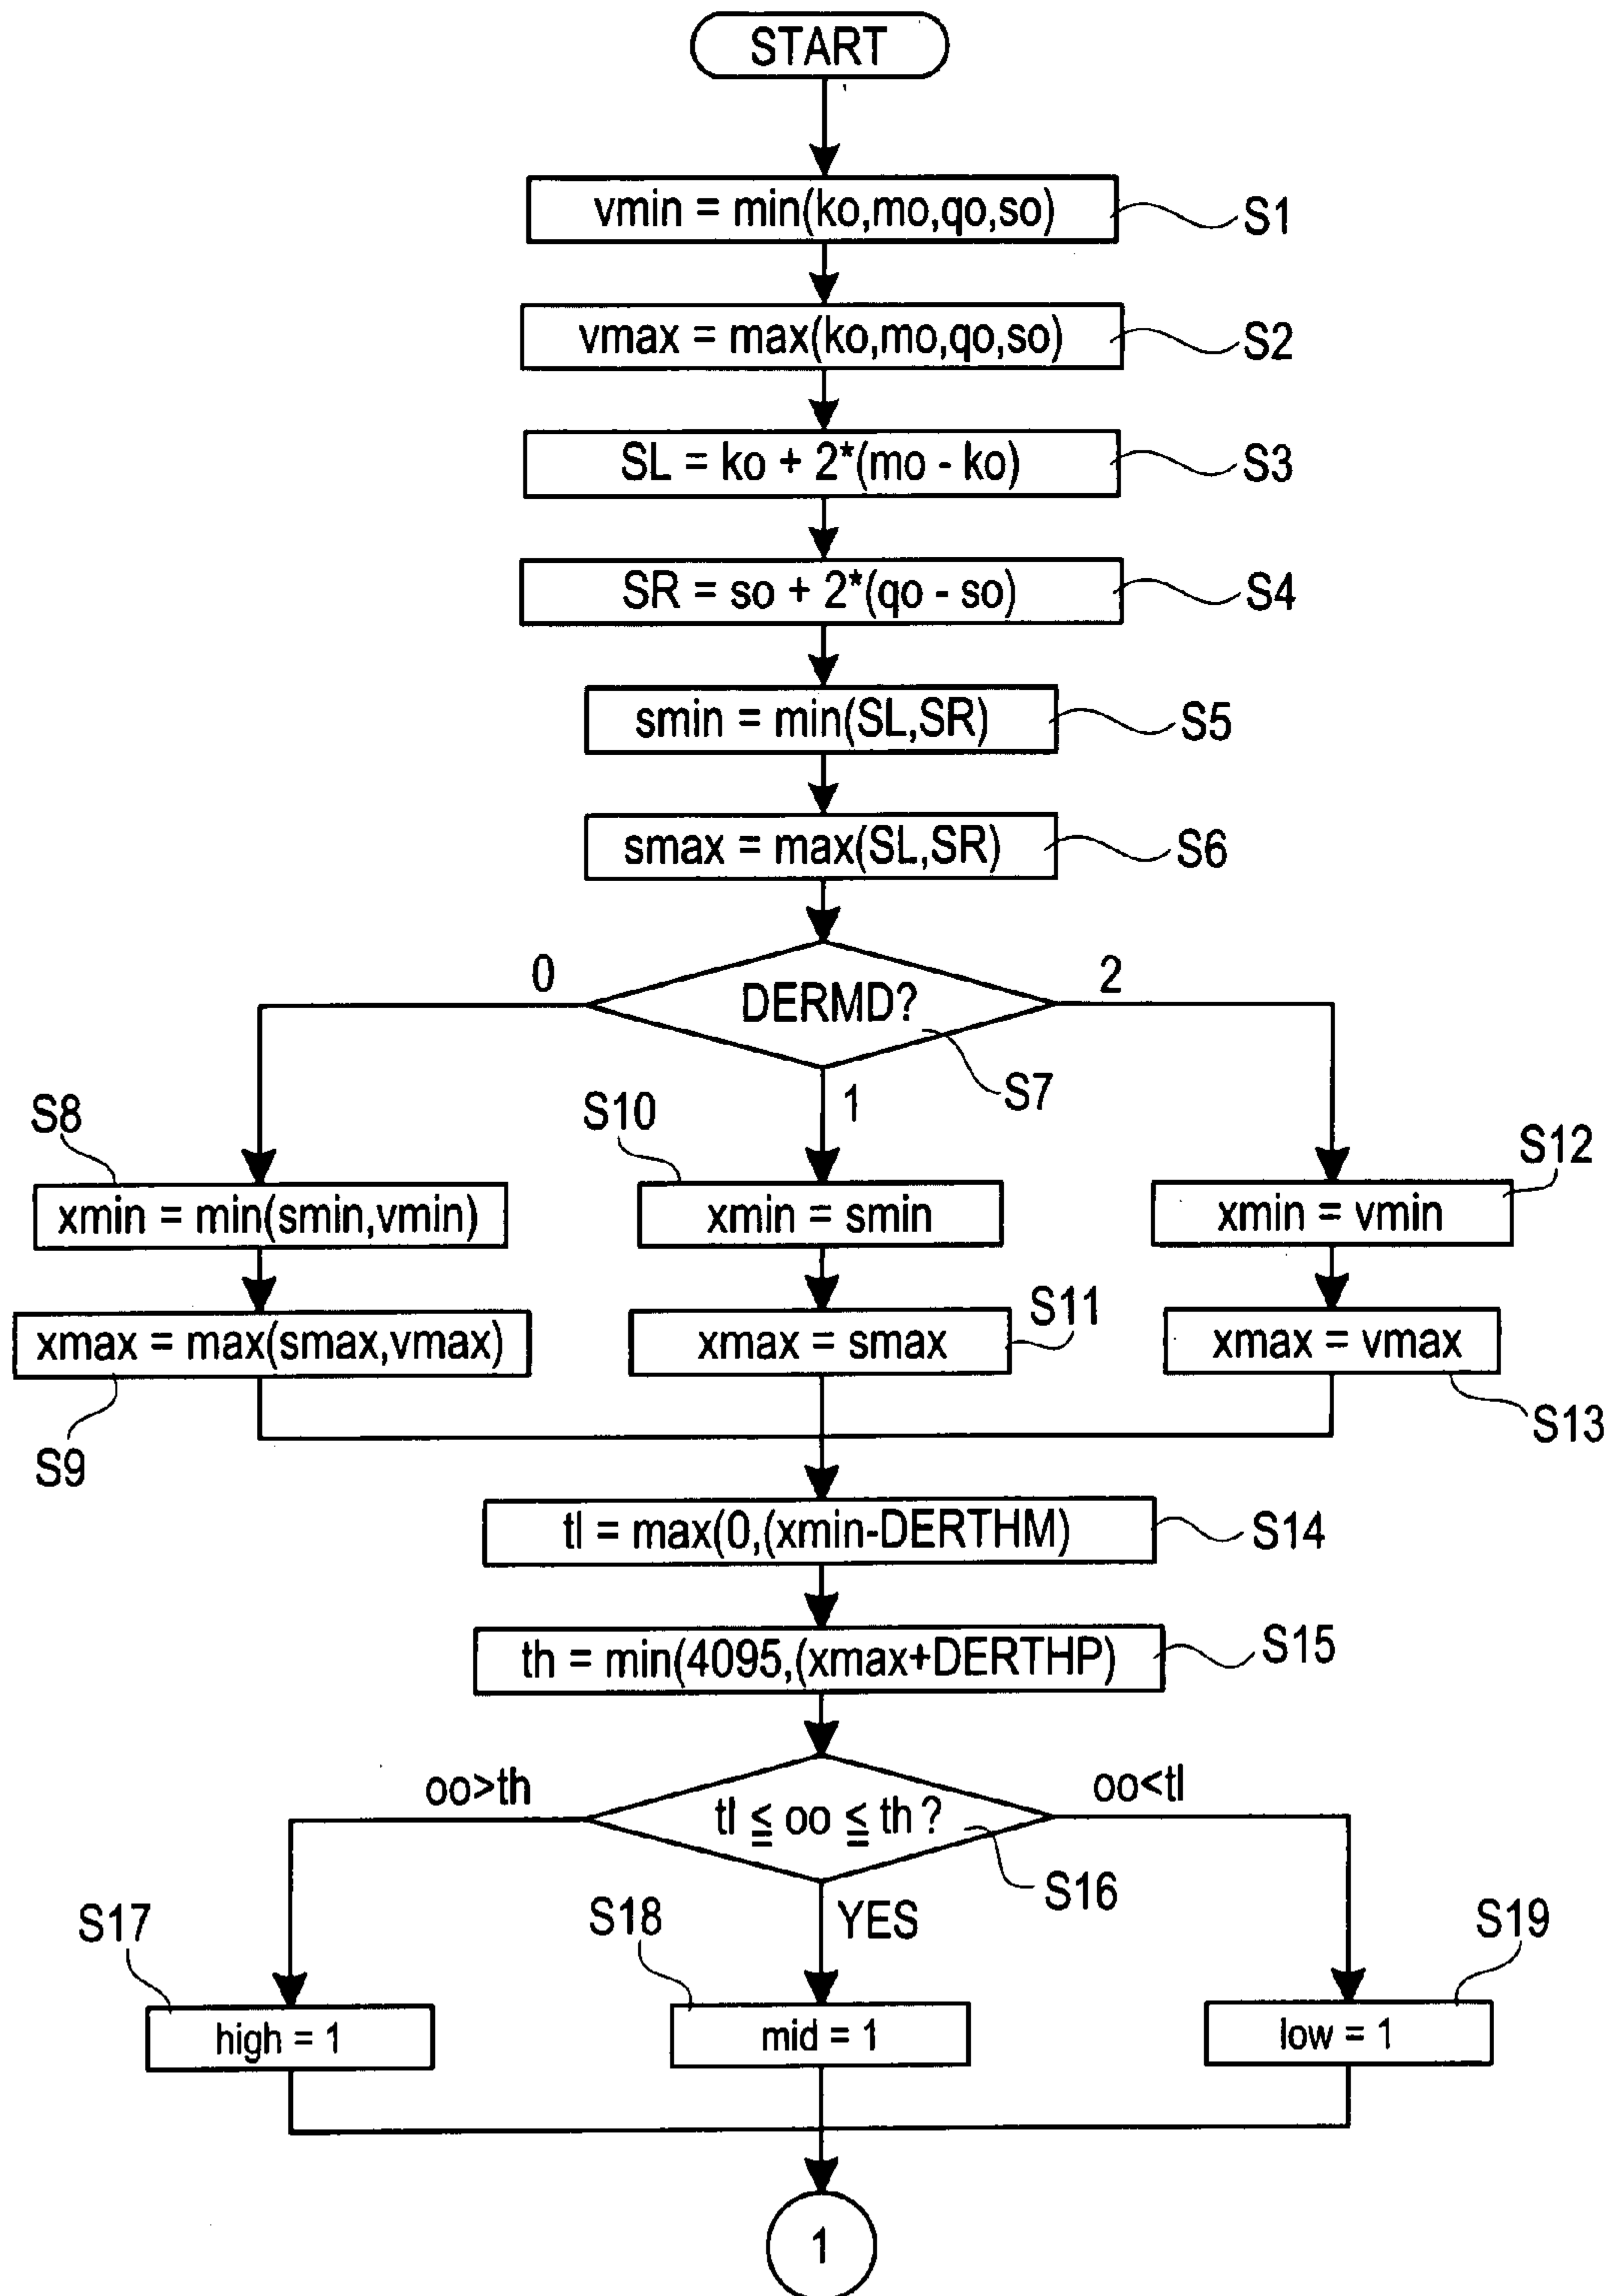 START
vmin = min(ko,mo,qo,so)
S1
vmax = max(ko,mo,qo,so)
S2
SL = ko + 2*(mo - ko)
S3
SR = so + 2*(qo - so)
S4
smin = min(SL,SR)
S5
smax = max(SL,SR)
S6
0
DERMD?
2
S7
1
S8
S10
S12
xmin = min(smin,vmin)
xmin = smin
xmin = vmin
xmax = max(smax,vmax)
xmax = smax
S11
xmax = vmax
S9
S13
tl = max(0,(xmin-DERTHM)
S14
th = min(4095,(xmax+DERTHP)
S15
oo>th
tl ≦ oo ≦ th ?
oo<tl
S16
S17
S18
YES
S19
high = 1
mid = 1
low = 1
1